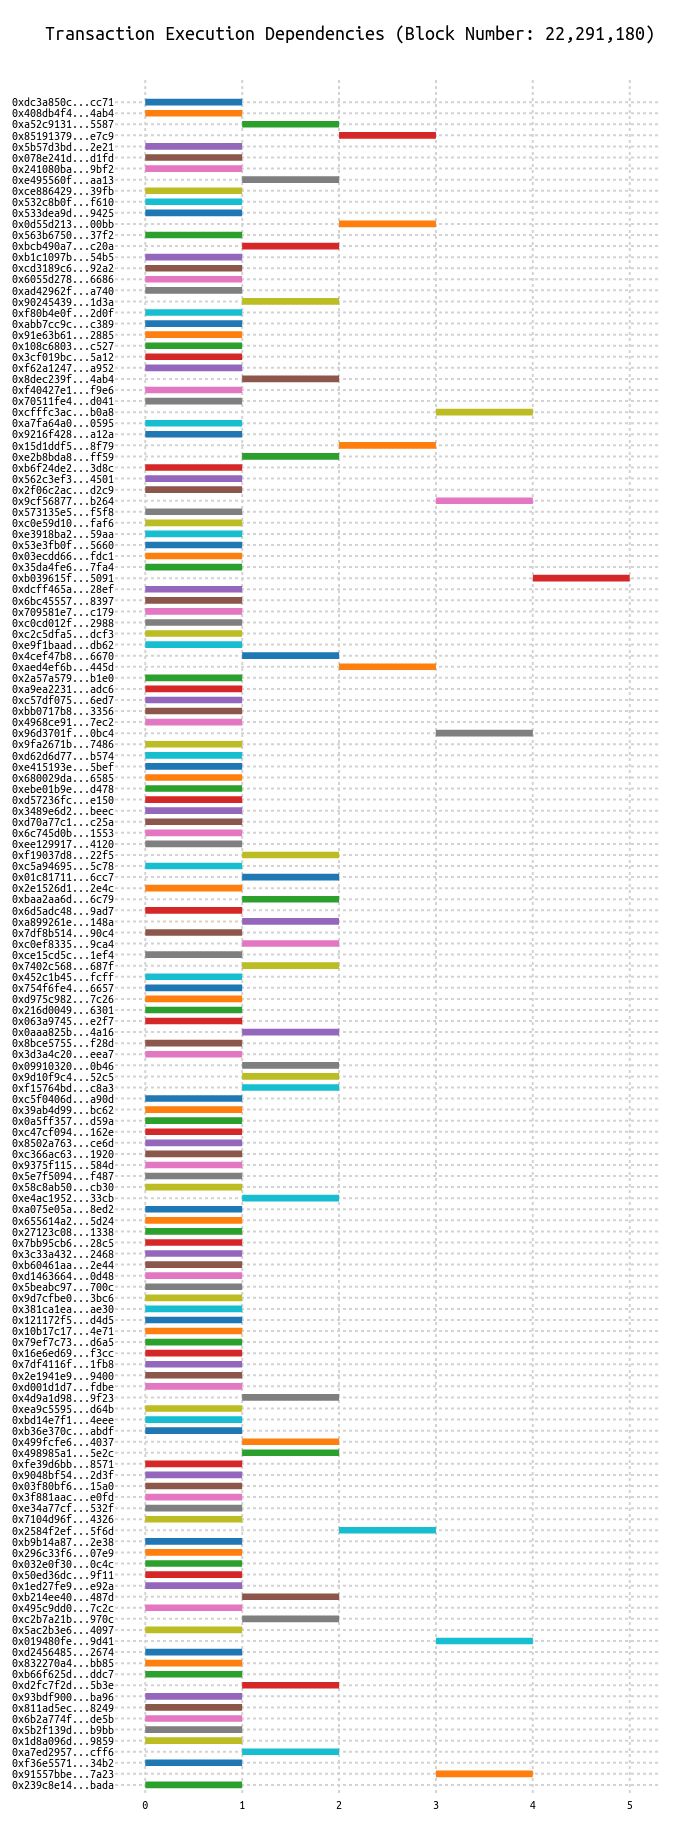 Transaction Execution Dependencies (Block Number: 22,291,180)
0xdc3a850c...cc71
0x408db4f4...4ab4
0xa52c9131...5587
0x85191379...e7c9
0x5b57d3bd...2e21
0x078e241d...d1fd
0x241080ba...9bf2
0xe495560f...aa13
0xce886429...39fb
0x532c8b0f...f610
0x533dea9d...9425
0x0d55d213...00bb
0x563b6750...37f2
0xbcb490a7...c20a
0xb1c1097b...54b5
0xcd3189c6...92a2
0x6055d278...6686
0xad42962f...a740
0x90245439...1d3a
0xf80b4e0f...2d0f
0xabb7cc9c...c389
0x91e63b61...2885
0x108c6803...c527
0x3cf019bc...5a12
0xf62a1247...a952
0x8dec239f...4ab4
0xf40427e1...f9e6
0x70511fe4...d041
0xcfffc3ac...b0a8
0xa7fa64a0...0595
0x9216f428...a12a
0x15d1ddf5...8f79
0xe2b8bda8...ff59
0xb6f24de2...3d8c
0x562c3ef3...4501
0x2f06c2ac...d2c9
0x9cf56877...b264
0x573135e5...f5f8
0xc0e59d10...faf6
0xe3918ba2...59aa
0x53e3fb0f...5660
0x03ecdd66...fdc1
0x35da4fe6...7fa4
0xb039615f...5091
0xdcff465a...28ef
0x6bc45557...8397
0x709581e7...c179
0xc0cd012f...2988
0xc2c5dfa5...dcf3
0xe9f1baad...db62
0x4cef47b8...6670
0xaed4ef6b...445d
0x2a57a579...b1e0
0xa9ea2231...adc6
0xc57df075...6ed7
0xbb0717b8...3356
0x4968ce91...7ec2
0x96d3701f...0bc4
0x9fa2671b...7486
0xd62d6d77...b574
0xe415193e...5bef
0x680029da...6585
0xebe01b9e...d478
0xd57236fc...e150
0x3489e6d2...beec
0xd70a77c1...c25a
0x6c745d0b...1553
0xee129917...4120
0xf19037d8...22f5
0xc5a94695...5c78
0x01c81711...6cc7
0x2e1526d1...2e4c
0xbaa2aa6d...6c79
0x6d5adc48...9ad7
0xa899261e...148a
0x7df8b514...90c4
0xc0ef8335...9ca4
0xce15cd5c...1ef4
0x7402c568...687f
0x452c1b45...fcff
0x754f6fe4...6657
0xd975c982...7c26
0x216d0049...6301
0x063a9745...e2f7
0x0aaa825b...4a16
0x8bce5755...f28d
0x3d3a4c20...eea7
0x09910320...0b46
0x9d10f9c4...52c5
0xf15764bd...c8a3
0xc5f0406d...a90d
0x39ab4d99...bc62
0x0a5ff357...d59a
0xc47cf094...162e
0x8502a763...ce6d
0xc366ac63...1920
0x9375f115...584d
0x5e7f5094...f487
0x58c8ab50...cb30
0xe4ac1952...33cb
0xa075e05a...8ed2
0x655614a2...5d24
0x27123c08...1338
0x7bb95cb6...28c5
0x3c33a432...2468
0xb60461aa...2e44
0xd1463664...0d48
0x5beabc97...700c
0x9d7cfbe0...3bc6
0x381ca1ea...ae30
0x121172f5...d4d5
0x10b17c17...4e71
0x79ef7c73...d6a5
0x16e6ed69...f3cc
0x7df4116f...1fb8
0x2e1941e9...9400
0xd001d1d7...fdbe
0x4d9a1d98...9f23
0xea9c5595...d64b
0xbd14e7f1...4eee
0xb36e370c...abdf
0x499fcfe6...4037
0x498985a1...5e2c
0xfe39d6bb...8571
0x9048bf54...2d3f
0x03f80bf6...15a0
0x3f881aac...e0fd
0xe34a77cf...532f
0x7104d96f...4326
0x2584f2ef...5f6d
0xb9b14a87...2e38
0x296c33f6...07e9
0x032e0f30...0c4c
0x50ed36dc...9f11
0x1ed27fe9...e92a
0xb214ee40...487d
0x495c9dd0...7c2c
0xc2b7a21b...970c
0x5ac2b3e6...4097
0x019480fe...9d41
0xd2456485...2674
0x832270a4...bb85
0xb66f625d...ddc7
0xd2fc7f2d...5b3e
0x93bdf900...ba96
0x811ad5ec...8249
0x6b2a774f...de5b
0x5b2f139d...b9bb
0x1d8a096d...9859
0xa7ed2957...cff6
0xf36e5571...34b2
0x91557bbe...7a23
0x239c8e14...bada
0 1 2 3 4 5